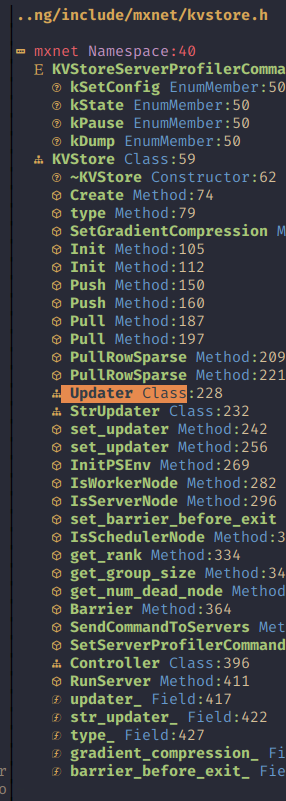 ..ng/include/mxnet/kvstore.h
mxnet Namespace:40
E KVStoreServerProfilerComma
kSetConfig EnumMember:50
kState EnumMember:50
kPause EnumMember:50
kDump EnumMember:50
KVStore Class:59
~KVStore Constructor:62
Create Method:74
type Method:79
SetGradientCompression M
Init Method:105
Init Method:112
Push Method:150
Push Method:160
Pull Method:187
Pull Method:197
PullRowSparse Method:209
PullRowSparse Method:221
Updater Class:228
StrUpdater Class:232
set_updater Method:242
set_updater Method:256
InitPSEnv Method:269
IsWorkerNode Method:282
IsServerNode Method:296
set_barrier_before_exit
IsSchedulerNode Method:3
get_rank Method:334
get_group_size Method:34
get_num_dead_node Method
Barrier Method:364
SendCommandToServers Met
SetServerProfilerCommand
Controller Class:396
RunServer Method:411
updater_ Field:417
str_updater_ Field:422
type_ Field:427
gradient_compression_ Fi
r barrier_before_exit_ Fi
o